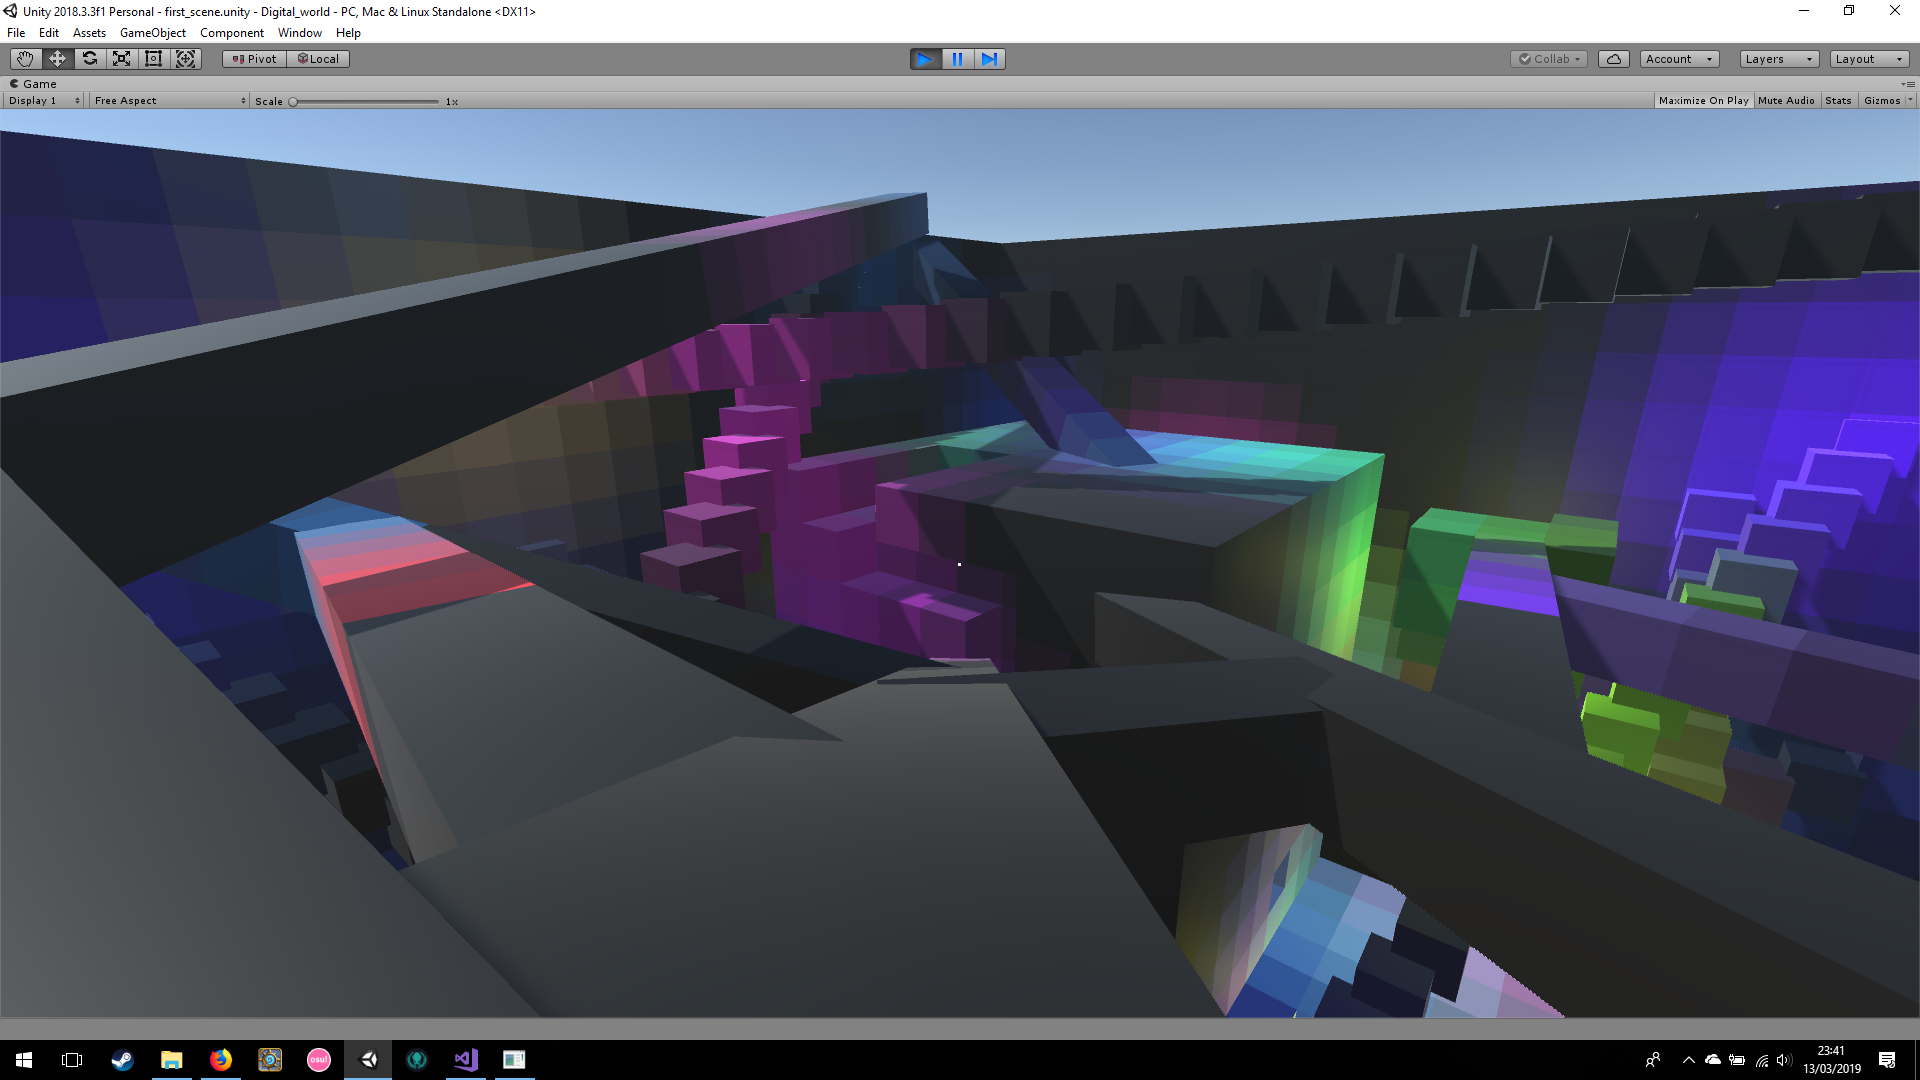 Unity 2018.3.3f1 Personal - first_scene.unity - Digital_world - PC, Mac & Linux Standalone <DX11>
File Edit Assets GameObject Component Window Help
Pivot Local Collab Account Layers Layout
Game
Display 1 Free Aspect Scale 1x Maximize On Play Mute Audio Stats Gizmos
osu!
23:41
13/03/2019